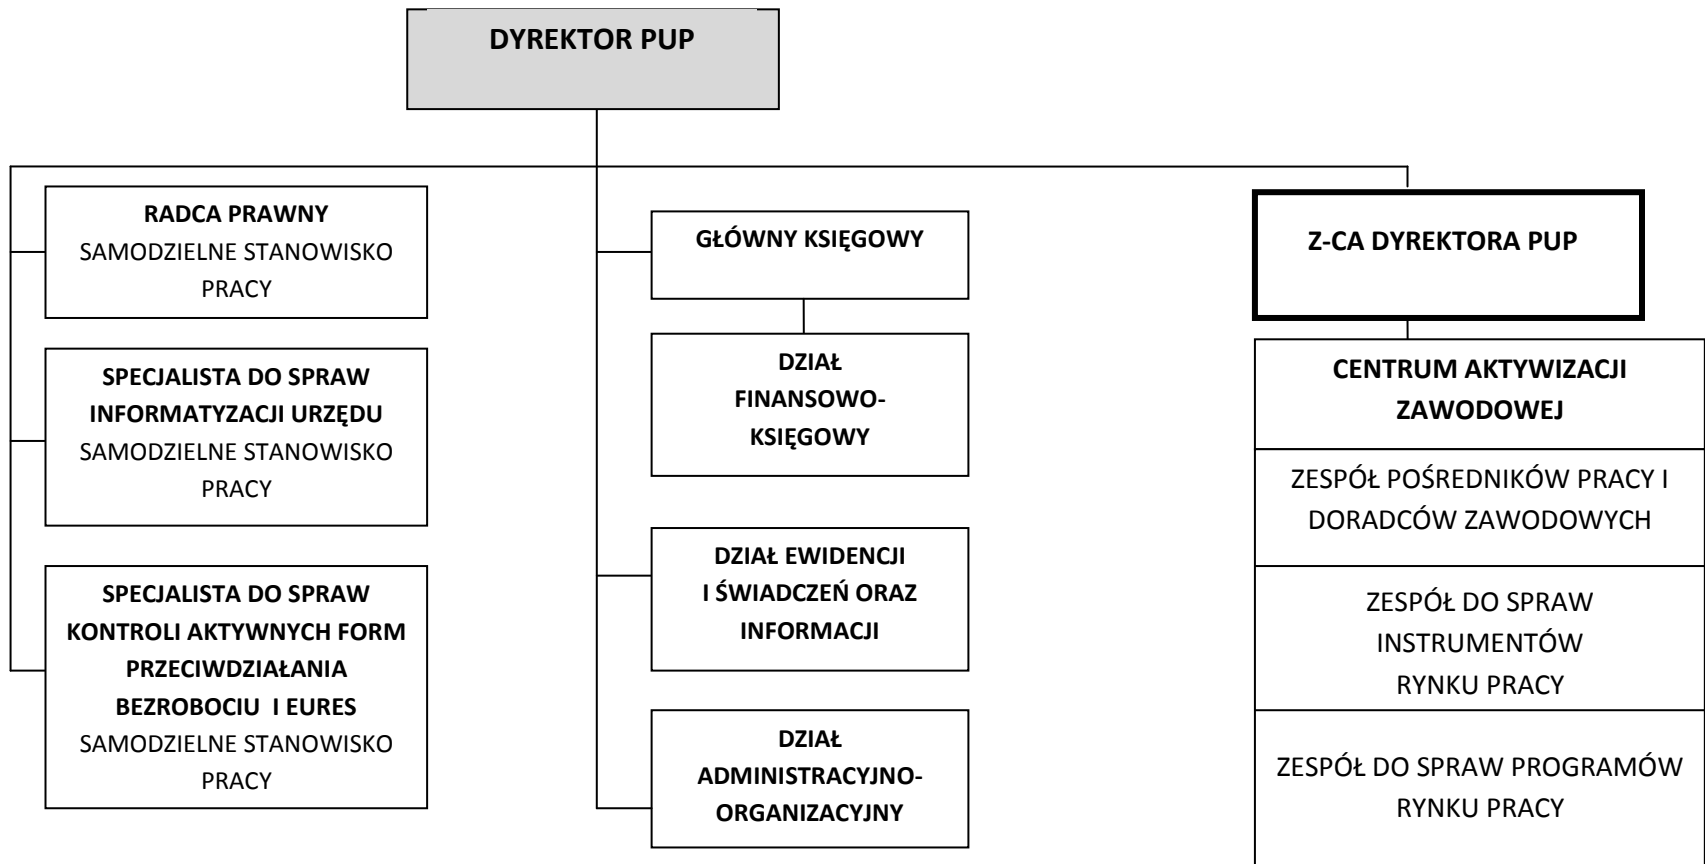 DYREKTOR PUP
RADCA PRAWNY
SAMODZIELNE STANOWISKO
PRACY
SPECJALISTA DO SPRAW
INFORMATYZACJI URZĘDU
SAMODZIELNE STANOWISKO
PRACY
SPECJALISTA DO SPRAW
KONTROLI AKTYWNYCH FORM
PRZECIWDZIAŁANIA
BEZROBOCIU I EURES
SAMODZIELNE STANOWISKO
PRACY
GŁÓWNY KSIĘGOWY
DZIAŁ
FINANSOWO-
KSIĘGOWY
DZIAŁ EWIDENCJI
I ŚWIADCZEŃ ORAZ
INFORMACJI
DZIAŁ
ADMINISTRACYJNO-
ORGANIZACYJNY
Z-CA DYREKTORA PUP
CENTRUM AKTYWIZACJI
ZAWODOWEJ
ZESPÓŁ POŚREDNIKÓW PRACY I
DORADCÓW ZAWODOWYCH
ZESPÓŁ DO SPRAW
INSTRUMENTÓW
RYNKU PRACY
ZESPÓŁ DO SPRAW PROGRAMÓW
RYNKU PRACY